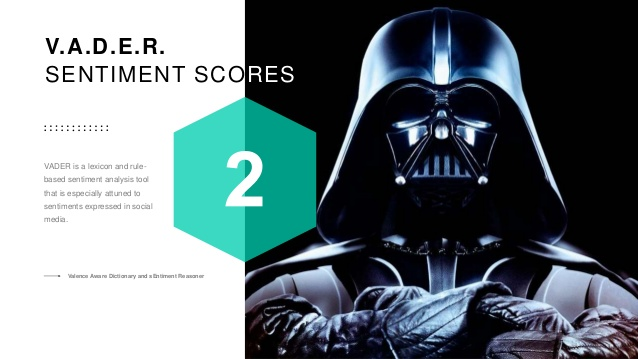 V.A.D.E.R.
SENTIMENT SCORES
VADER is a lexicon and rule-
based sentiment analysis tool
that is especially attuned to
sentiments expressed in social
media.
2
Valence Aware Dictionary and sEntiment Reasoner